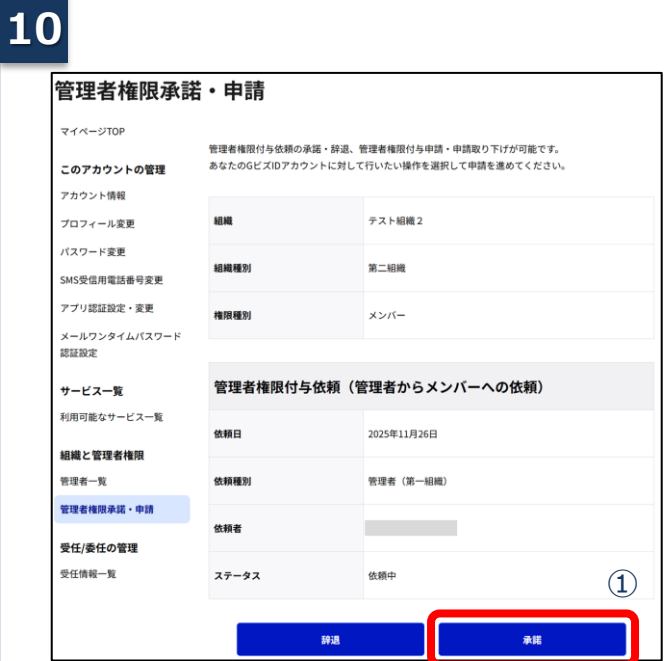 10
管理者権限承諾・申請
マイページTOP
このアカウントの管理
アカウント情報
プロフィール変更
パスワード変更
SMS受信用電話番号変更
アプリ認証設定・変更
メールワンタイムパスワード
認証設定
サービス一覧
利用可能なサービス一覧
組織と管理者権限
管理者一覧
管理者権限承諾・申請
受任/委任の管理
受任情報一覧
管理者権限付与依頼の承諾・辞退、管理者権限付与申請・申請取り下げが可能です。
あなたのGビズIDアカウントに対して行いたい操作を選択して申請を進めてください。
組織 テスト組織２
組織種別 第二組織
権限種別 メンバー
管理者権限付与依頼（管理者からメンバーへの依頼）
依頼日 2025年11月26日
依頼種別 管理者（第一組織）
依頼者
ステータス 依頼中
①
辞退 承諾